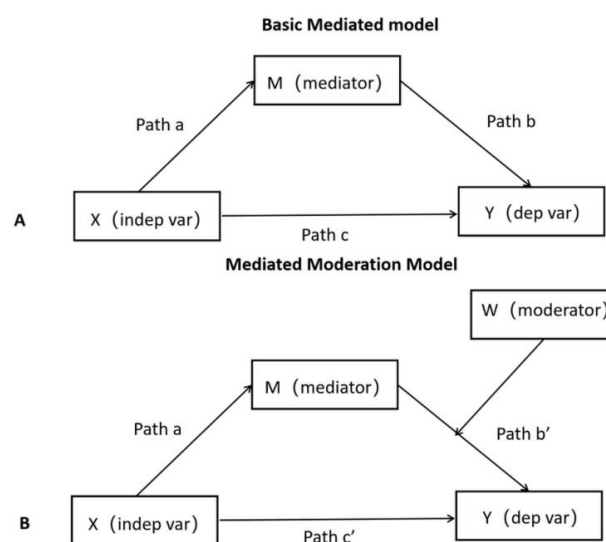 Basic Mediated model
M (mediator)
Path a
Path b
A
X (indep var)
Y (dep var)
Path c
Mediated Moderation Model
W (moderator)
M (mediator)
Path a
Path b’
B
X (indep var)
Y (dep var)
Path c’